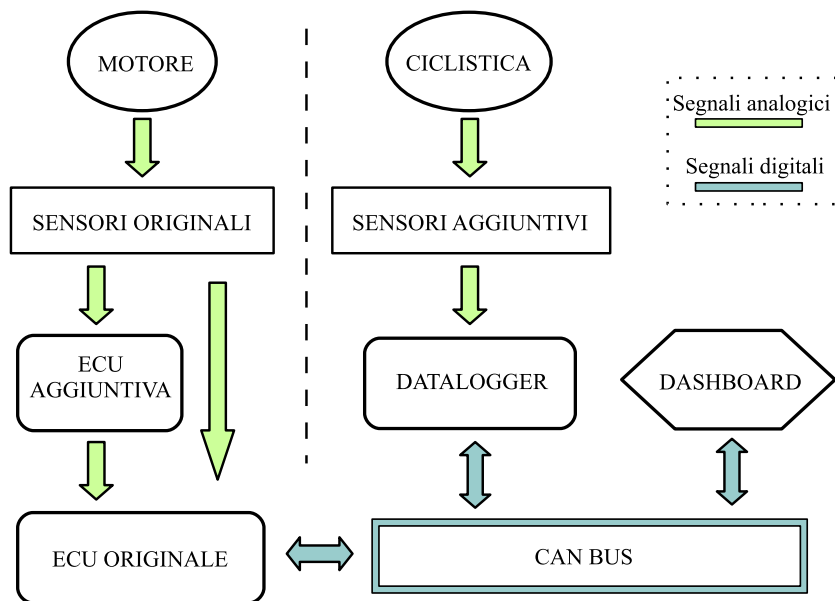 MOTORE
CICLISTICA
Segnali analogici
Segnali digitali
SENSORI ORIGINALI
SENSORI AGGIUNTIVI
ECU
AGGIUNTIVA
DATALOGGER
DASHBOARD
ECU ORIGINALE
CAN BUS